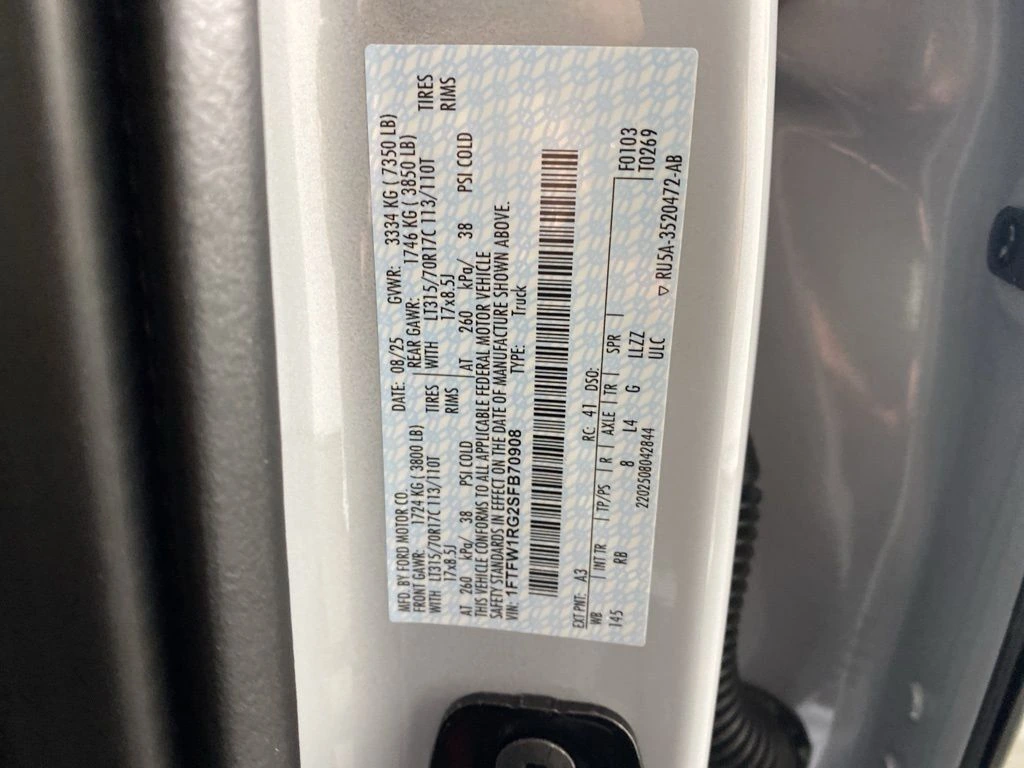 MFD. BY FORD MOTOR CO.
DATE: 08/25 GVWR: 3334 KG ( 7350 LB)
FRONT GAWR: 1724 KG ( 3800 LB) REAR GAWR: 1746 KG ( 3850 LB)
WITH LT315/70R17C 113/110T TIRES WITH LT315/70R17C 113/110T TIRES
17x8.5J RIMS 17x8.5J RIMS
AT 260 kPa/ 38 PSI COLD AT 260 kPa/ 38 PSI COLD
THIS VEHICLE CONFORMS TO ALL APPLICABLE FEDERAL MOTOR VEHICLE
SAFETY STANDARDS IN EFFECT ON THE DATE OF MANUFACTURE SHOWN ABOVE.
VIN: 1FTFW1RG2SFB70908 TYPE: Truck
EXT PNT: A3 RC: 41 DSO: F0103
WB INT TR TP/PS R AXLE TR SPR T0269
145 RB 8 L4 G LLZZ
2202508042844 ULC ▽ RU5A-3520472-AB